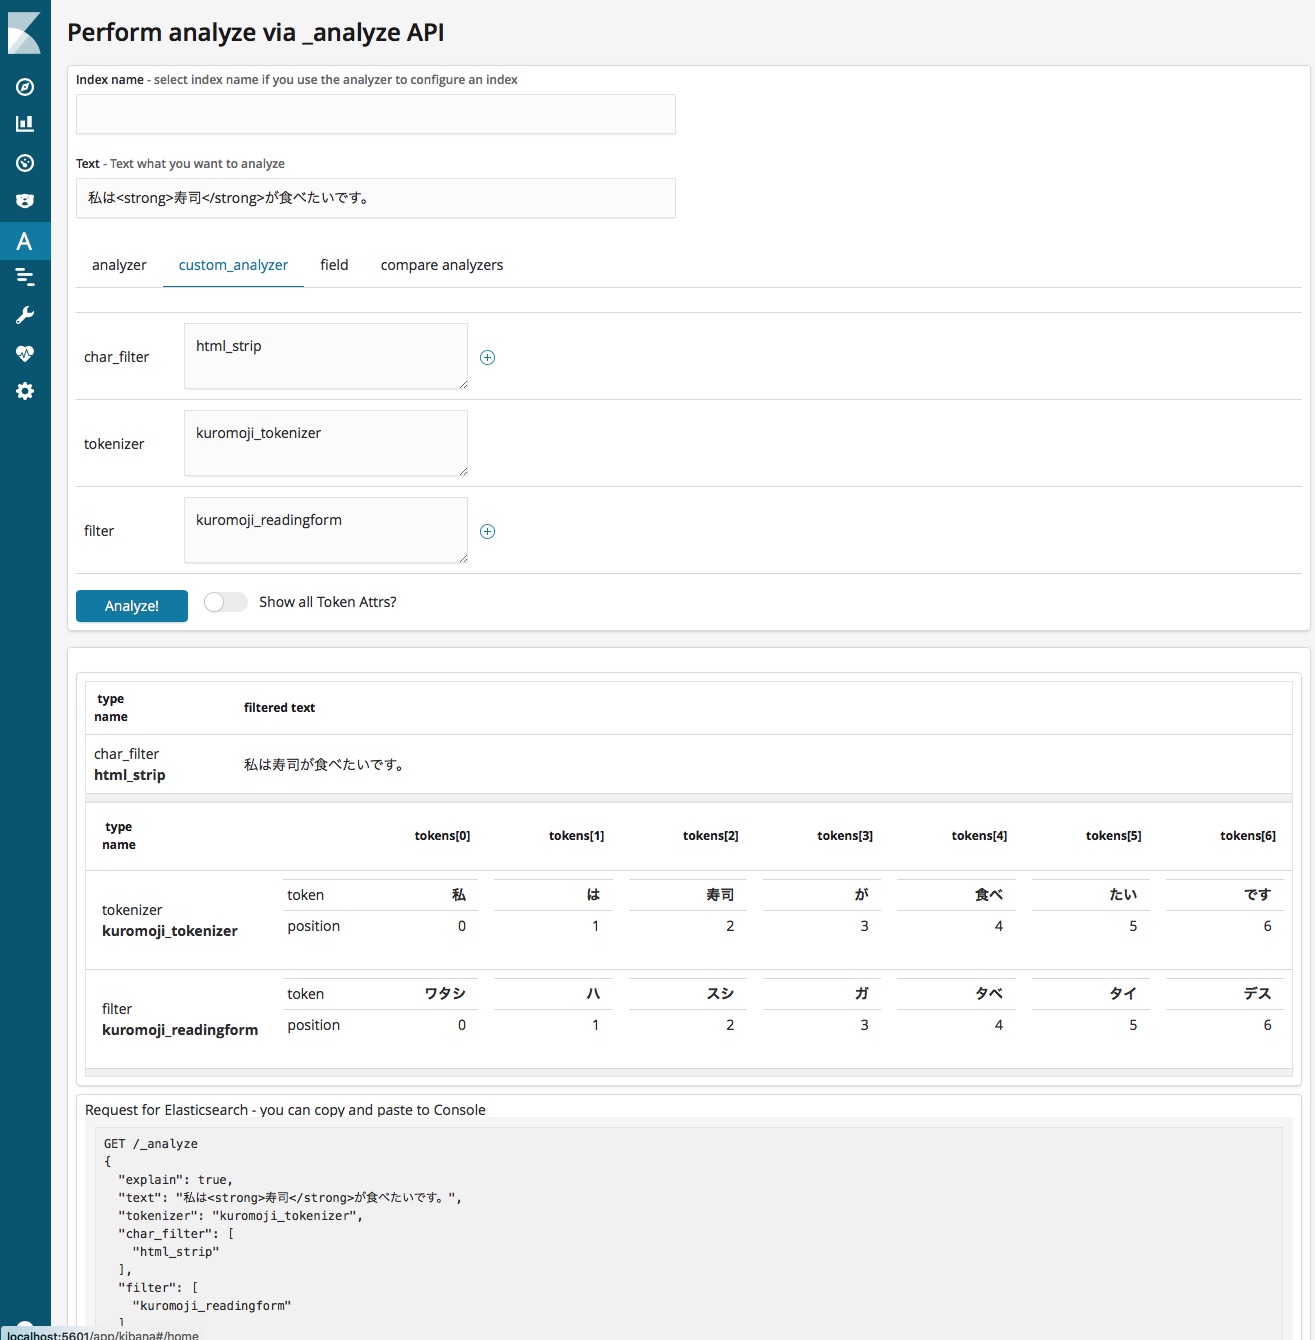 Perform analyze via _analyze API
Index name - select index name if you use the analyzer to configure an index
Text - Text what you want to analyze
私は<strong>寿司</strong>が食べたいです。
analyzer custom_analyzer field compare analyzers
char_filter html_strip
tokenizer kuromoji_tokenizer
filter kuromoji_readingform
Analyze! Show all Token Attrs?
type
name filtered text
char_filter
html_strip 私は寿司が食べたいです。
type
name tokens[0] tokens[1] tokens[2] tokens[3] tokens[4] tokens[5] tokens[6]
tokenizer
kuromoji_tokenizer
token 私 は 寿司 が 食べ たい です
position 0 1 2 3 4 5 6
filter
kuromoji_readingform
token ワタシ ハ スシ ガ タベ タイ デス
position 0 1 2 3 4 5 6
Request for Elasticsearch - you can copy and paste to Console
GET /_analyze
{
"explain": true,
"text": "私は<strong>寿司</strong>が食べたいです。",
"tokenizer": "kuromoji_tokenizer",
"char_filter": [
"html_strip"
],
"filter": [
"kuromoji_readingform"
]
localhost:5601/app/kibana#/home